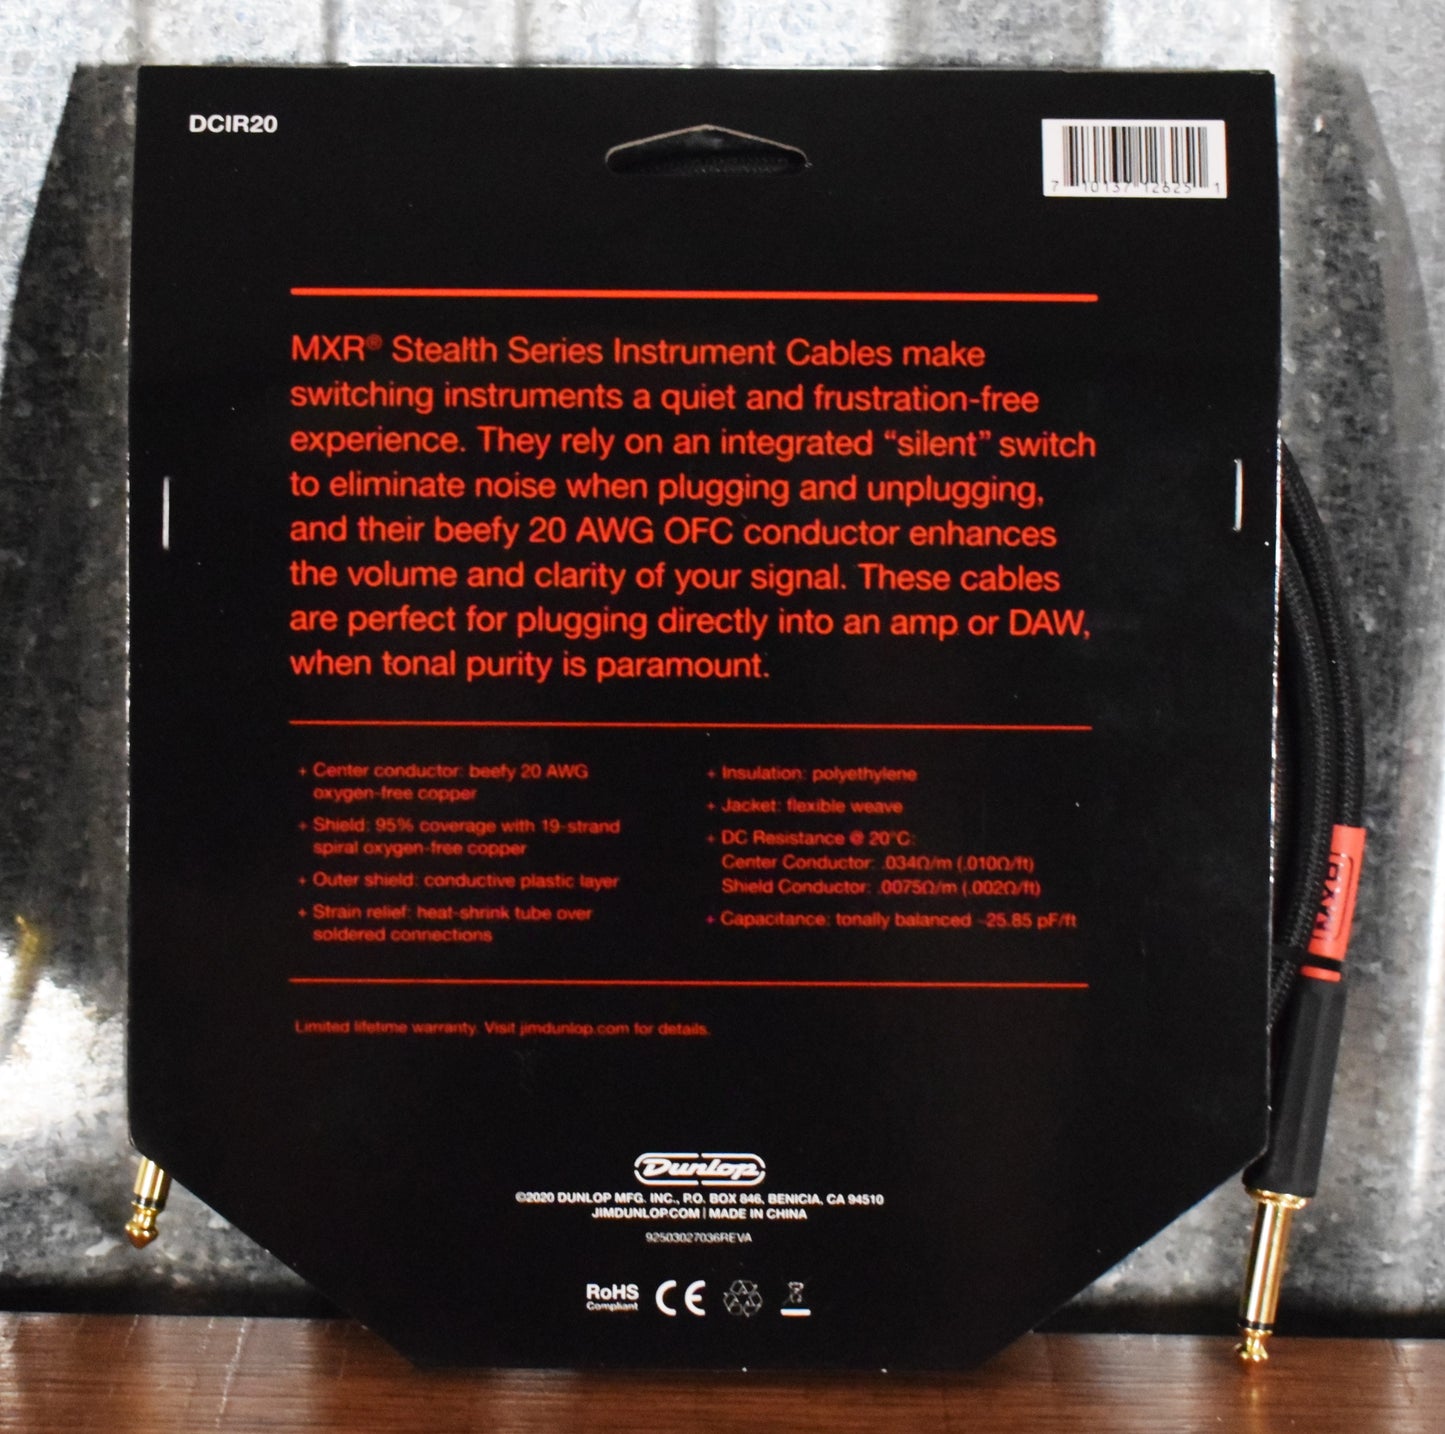 DCIR20
7 10137 12625 1
MXR® Stealth Series Instrument Cables make
switching instruments a quiet and frustration-free
experience. They rely on an integrated “silent” switch
to eliminate noise when plugging and unplugging,
and their beefy 20 AWG OFC conductor enhances
the volume and clarity of your signal. These cables
are perfect for plugging directly into an amp or DAW,
when tonal purity is paramount.
+ Center conductor: beefy 20 AWG
oxygen-free copper
+ Shield: 95% coverage with 19-strand
spiral oxygen-free copper
+ Outer shield: conductive plastic layer
+ Strain relief: heat-shrink tube over
soldered connections
+ Insulation: polyethylene
+ Jacket: flexible weave
+ DC Resistance @ 20°C:
Center Conductor: .034Ω/m (.010Ω/ft)
Shield Conductor: .0075Ω/m (.002Ω/ft)
+ Capacitance: tonally balanced ~25.85 pF/ft
Limited lifetime warranty. Visit jimdunlop.com for details.
MXR
Dunlop
©2020 DUNLOP MFG. INC., P.O. BOX 846, BENICIA, CA 94510
JIMDUNLOP.COM | MADE IN CHINA
92503027036REVA
RoHS
Compliant
CE